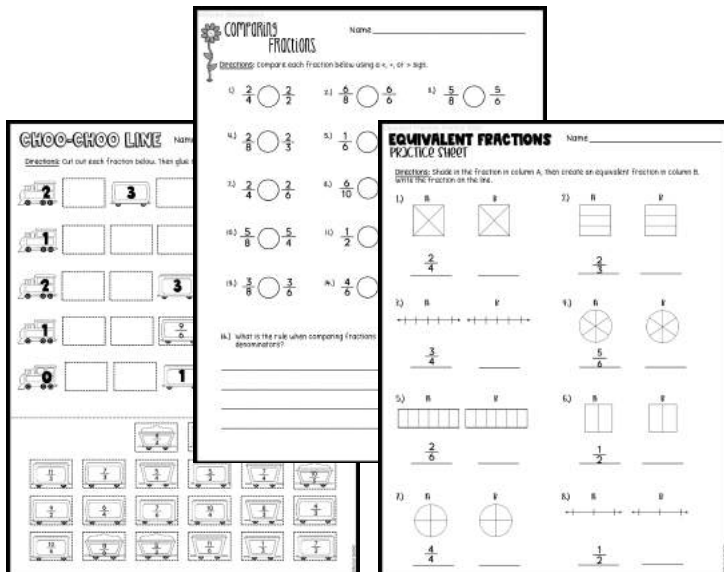 COMPARING
FRACTIONS
Name
Directions: Compare each fraction below using a <, =, or > sign.
1.) 2/4 2/2 2.) 6/8 6/6 3.) 5/8 5/6
4.) 2/8 2/3 5.) 1/6
7.) 2/4 2/6 8.) 6/10
10.) 5/8 5/4 11.) 1/2
13.) 3/8 3/6 14.) 4/6
16.) What is the rule when comparing fractions
denominators?
CHOO-CHOO LINE Nam
Directions: Cut out each fraction below. Then glue
2 3
1
2 3
1 9/6
0 1
EQUIVALENT FRACTIONS
PRACTICE SHEET
Name
Directions: Shade in the fraction in column A, then create an equivalent fraction in column B.
Write the fraction on the line.
1.) A B 2.) A B
2/4 2/3
3.) A B 4.) A B
3/4 5/6
5.) A B 6.) A B
2/6 1/2
7.) A B 8.) A B
4/4 1/2